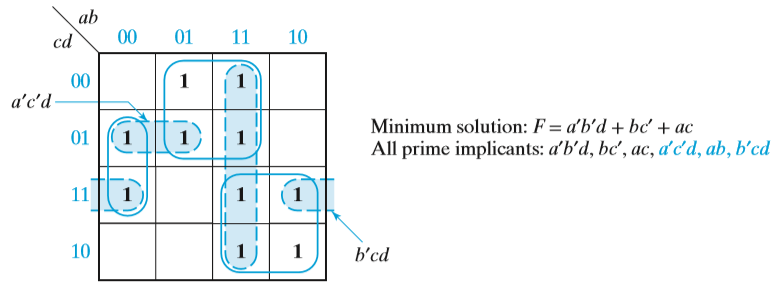 ab
cd
00 01 11 10
00 1 1
a′c′d
01 1 1 1
11 1 1 1
10 1 1
b′cd
Minimum solution: F = a′b′d + bc′ + ac
All prime implicants: a′b′d, bc′, ac, a′c′d, ab, b′cd